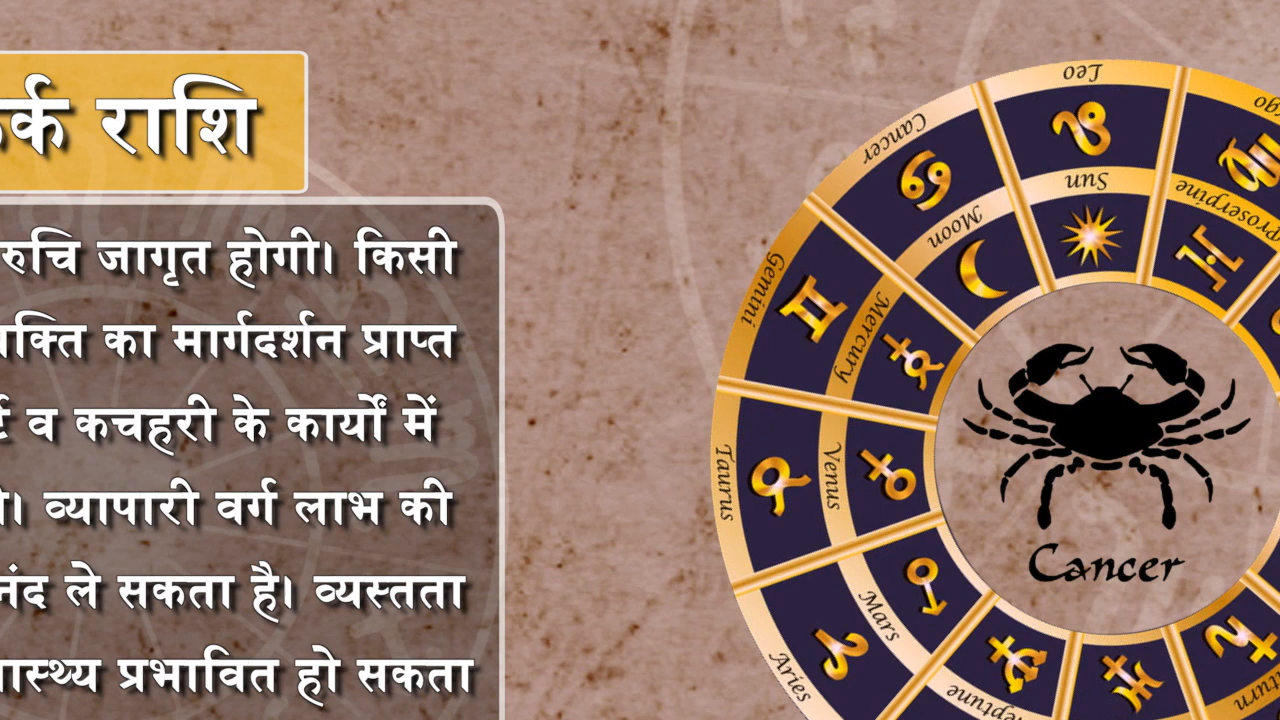 राशि
रुचि जागृत होगी। किसी
का मार्गदर्शन प्राप्त
व कचहरी के कार्यों में
व्यापारी वर्ग लाभ की
ले सकता है। व्यस्तता
प्रभावित हो सकता
Leo
Cancer
Sun
Moon
Gemini
Mercury
Taurus
Venus
Mars
Aries
Cancer